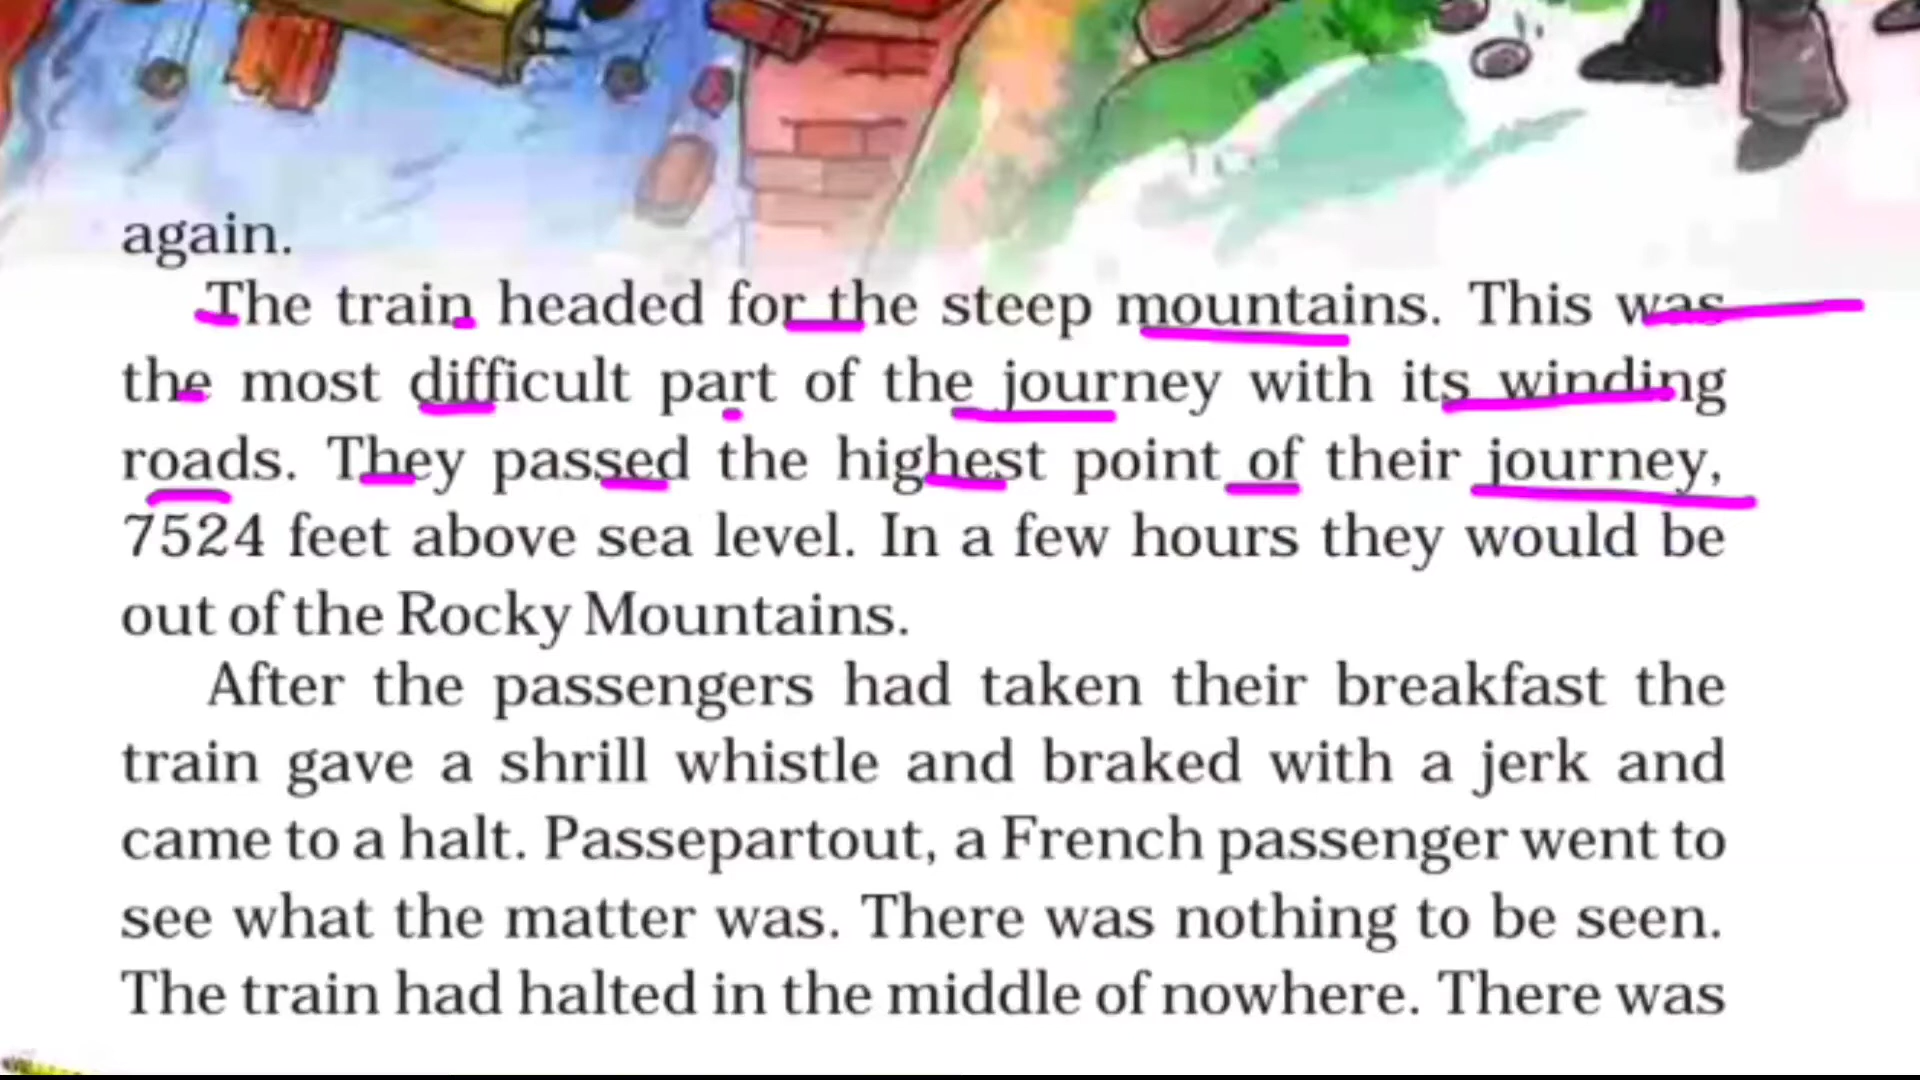 again.
The train headed for the steep mountains. This was
the most difficult part of the journey with its winding
roads. They passed the highest point of their journey,
7524 feet above sea level. In a few hours they would be
out of the Rocky Mountains.
After the passengers had taken their breakfast the
train gave a shrill whistle and braked with a jerk and
came to a halt. Passepartout, a French passenger went to
see what the matter was. There was nothing to be seen.
The train had halted in the middle of nowhere. There was